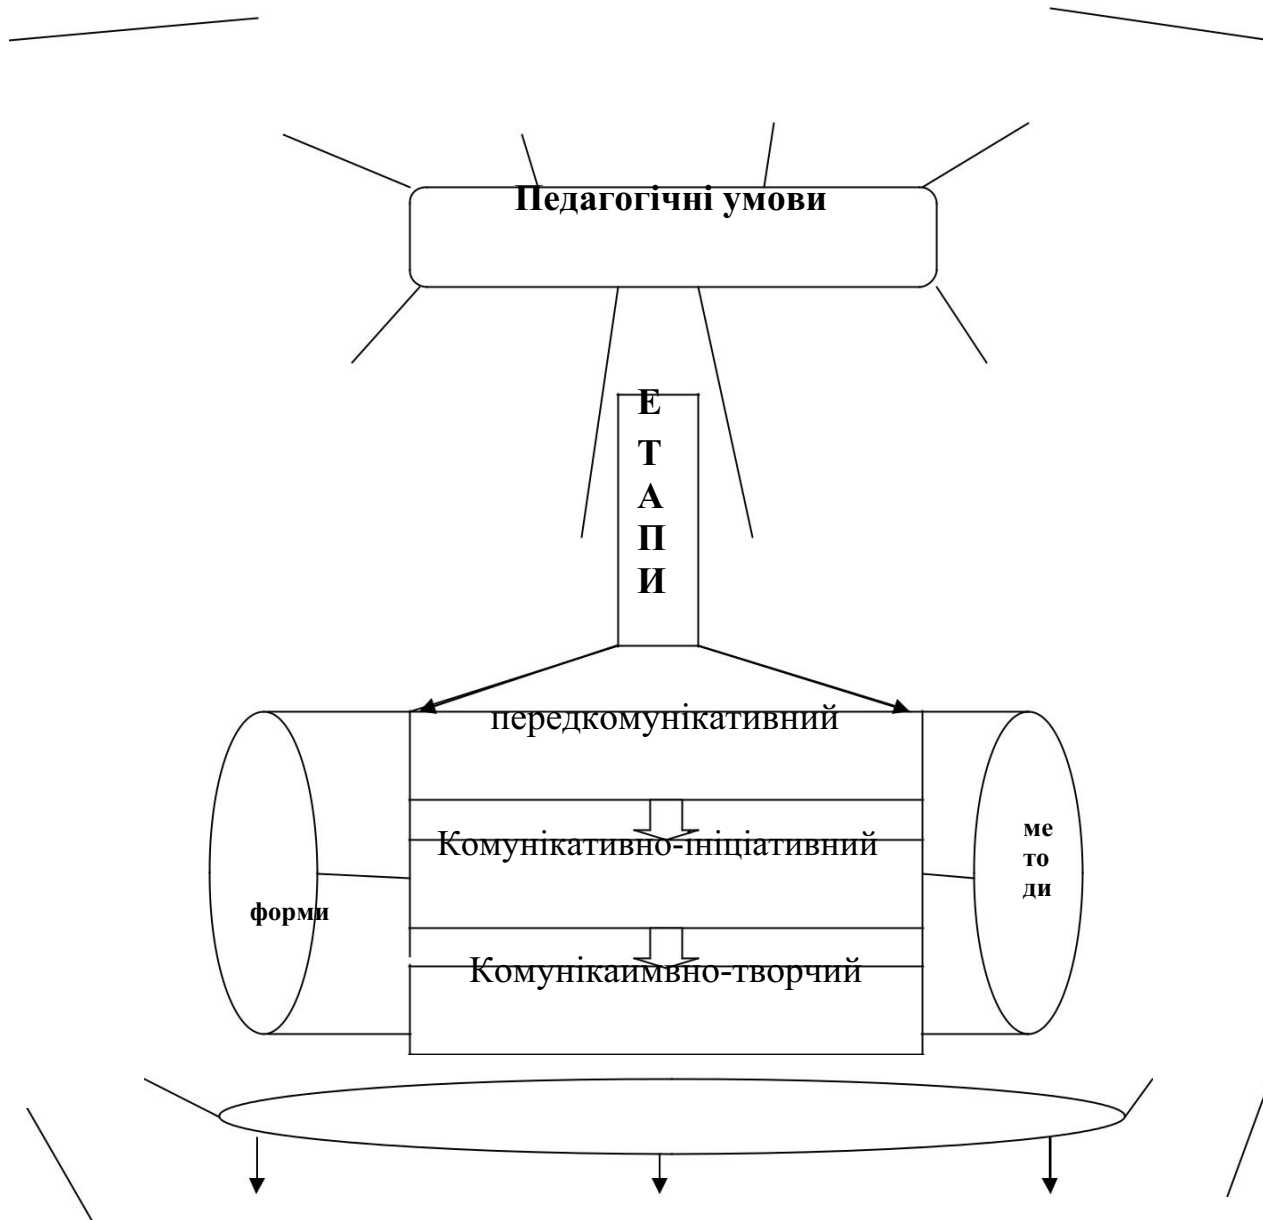 Педагогічні умови
Е
Т
А
П
И
передкомунікативний
Комунікативно-ініціативний
ме
то
ди
форми
Комунікаимвно-творчий